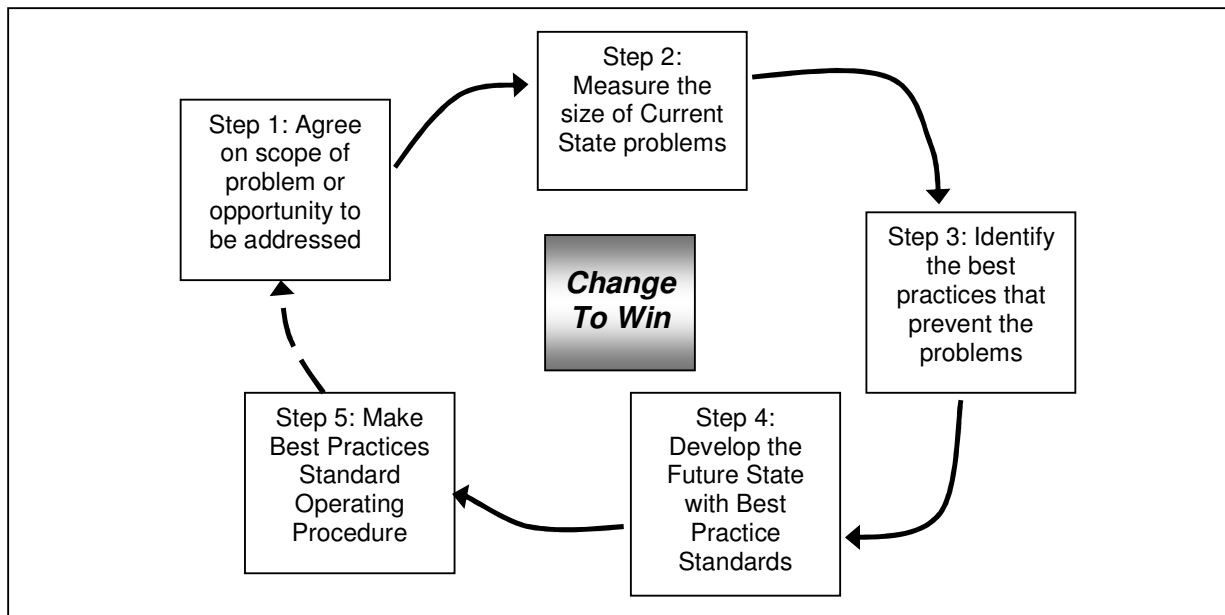 Step 1: Agree
on scope of
problem or
opportunity to
be addressed
Step 2:
Measure the
size of Current
State problems
Step 3: Identify
the best
practices that
prevent the
problems
Step 4:
Develop the
Future State
with Best
Practice
Standards
Step 5: Make
Best Practices
Standard
Operating
Procedure
Change
To Win